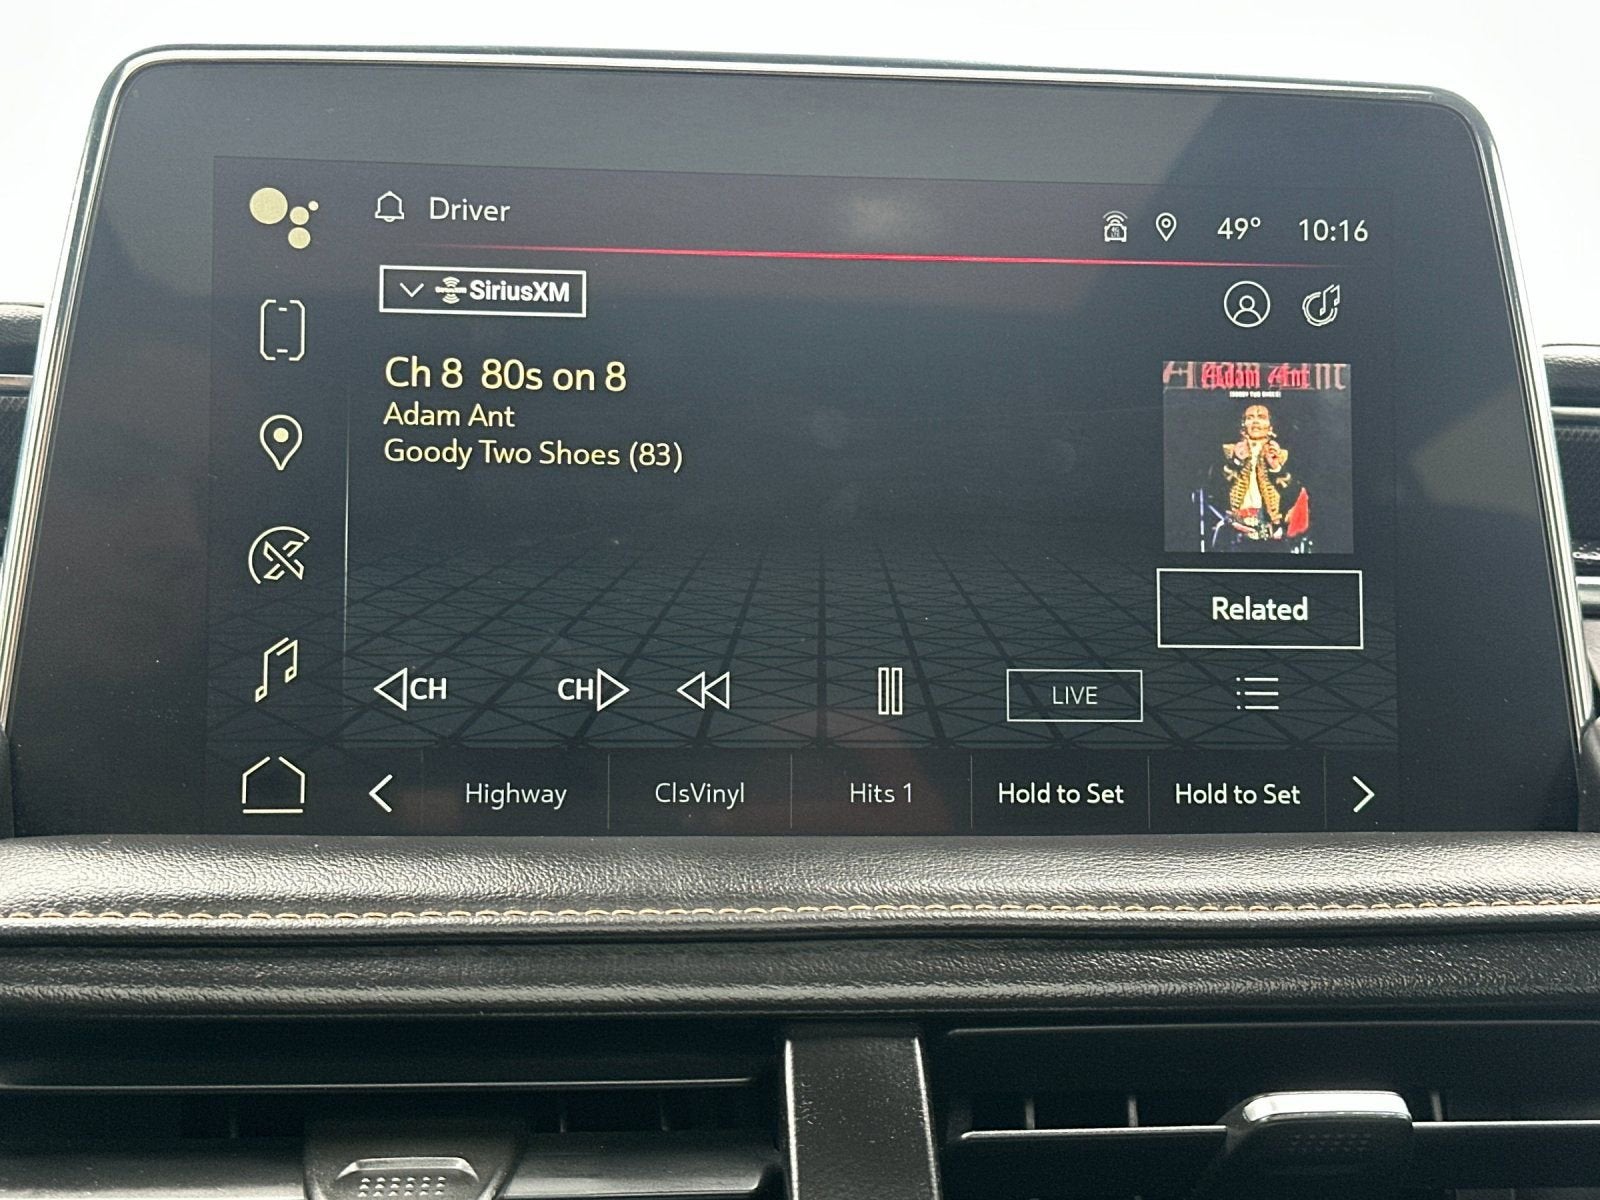 Driver
49° 10:16
SiriusXM
Ch 8 80s on 8
Adam Ant
Goody Two Shoes (83)
Adam Ant
Related
CH
CH
LIVE
Highway
ClsVinyl
Hits 1
Hold to Set
Hold to Set